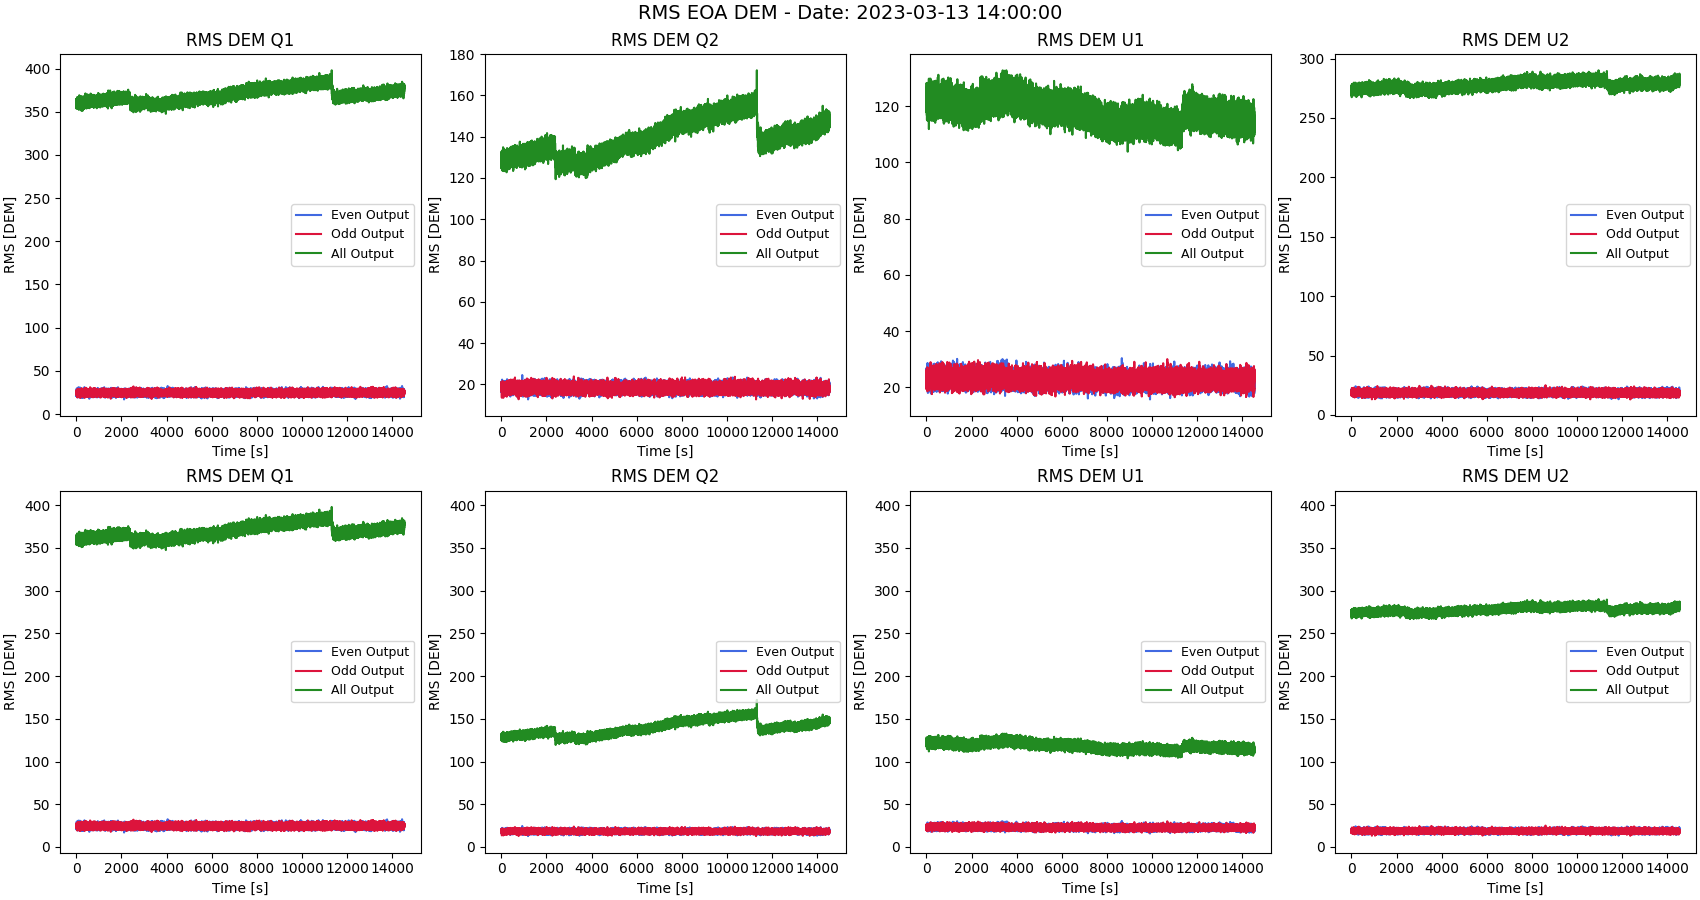 RMS EOA DEM - Date: 2023-03-13 14:00:00
RMS DEM Q1
RMS [DEM]
400
350
300
250
200
150
100
50
0
Even Output
Odd Output
All Output
0 2000 4000 6000 8000 10000 12000 14000
Time [s]
RMS DEM Q2
RMS [DEM]
180
160
140
120
100
80
60
40
20
Even Output
Odd Output
All Output
0 2000 4000 6000 8000 10000 12000 14000
Time [s]
RMS DEM U1
RMS [DEM]
120
100
80
60
40
20
Even Output
Odd Output
All Output
0 2000 4000 6000 8000 10000 12000 14000
Time [s]
RMS DEM U2
RMS [DEM]
300
250
200
150
100
50
0
Even Output
Odd Output
All Output
0 2000 4000 6000 8000 10000 12000 14000
Time [s]
RMS DEM Q1
RMS [DEM]
400
350
300
250
200
150
100
50
0
Even Output
Odd Output
All Output
0 2000 4000 6000 8000 10000 12000 14000
Time [s]
RMS DEM Q2
RMS [DEM]
400
350
300
250
200
150
100
50
0
Even Output
Odd Output
All Output
0 2000 4000 6000 8000 10000 12000 14000
Time [s]
RMS DEM U1
RMS [DEM]
400
350
300
250
200
150
100
50
0
Even Output
Odd Output
All Output
0 2000 4000 6000 8000 10000 12000 14000
Time [s]
RMS DEM U2
RMS [DEM]
400
350
300
250
200
150
100
50
0
Even Output
Odd Output
All Output
0 2000 4000 6000 8000 10000 12000 14000
Time [s]